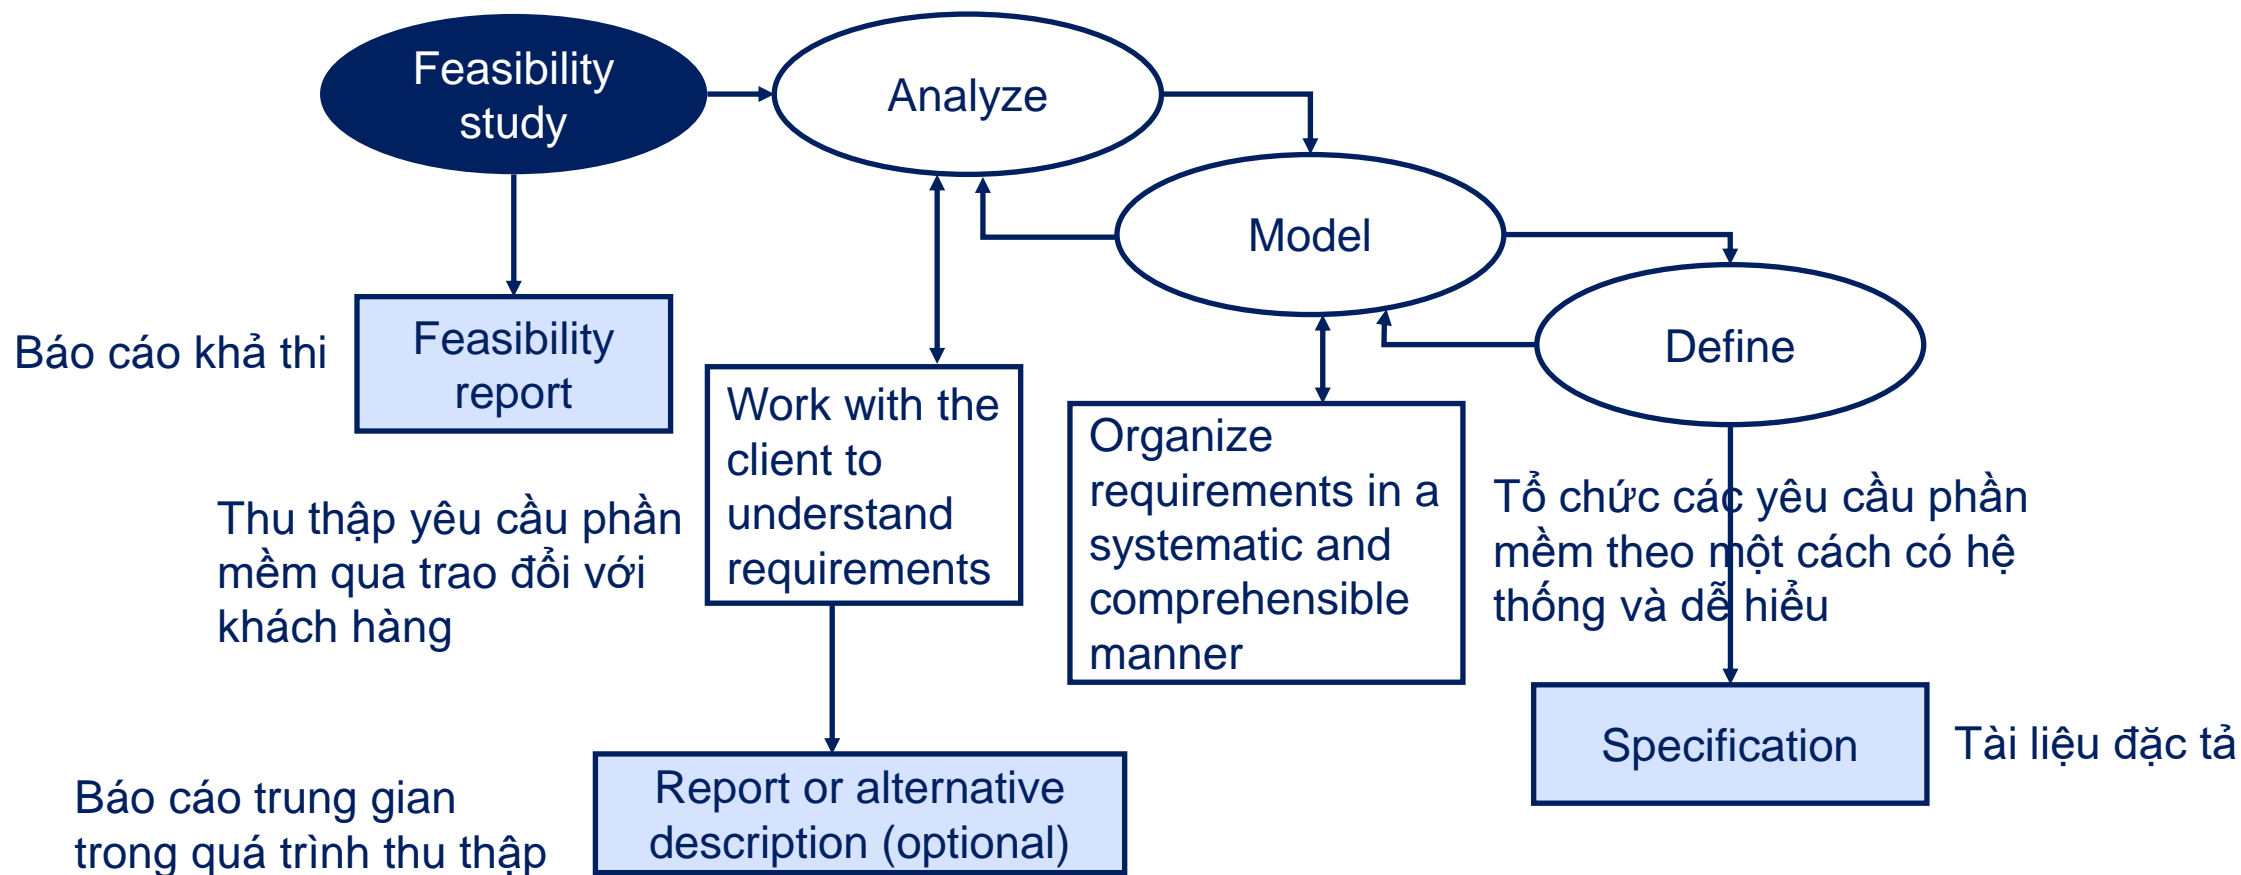 Feasibility
study
Analyze
Model
Define
Báo cáo khả thi
Feasibility
report
Work with the
client to
understand
requirements
Thu thập yêu cầu phần
mềm qua trao đổi với
khách hàng
Organize
requirements in a
systematic and
comprehensible
manner
Tổ chức các yêu cầu phần
mềm theo một cách có hệ
thống và dễ hiểu
Specification
Tài liệu đặc tả
Báo cáo trung gian
trong quá trình thu thập
Report or alternative
description (optional)